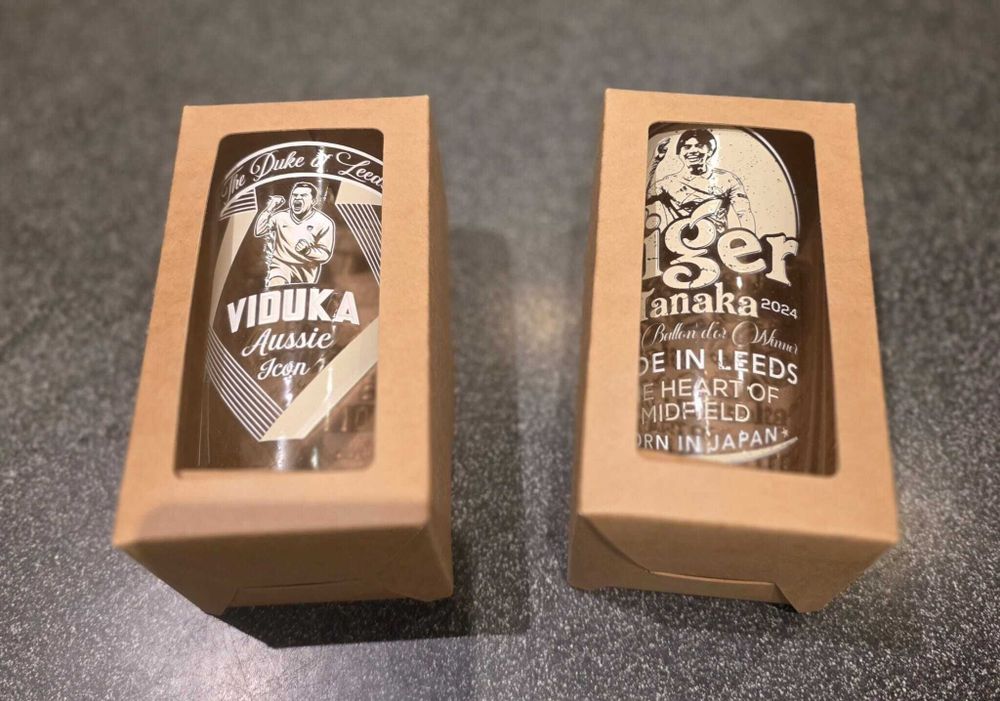 The Duke of Leeds
VIDUKA
Aussie
Icon
iger
Tanaka 2024
Ballon d'or Winner
DE IN LEEDS
E HEART OF
MIDFIELD
ORN IN JAPAN